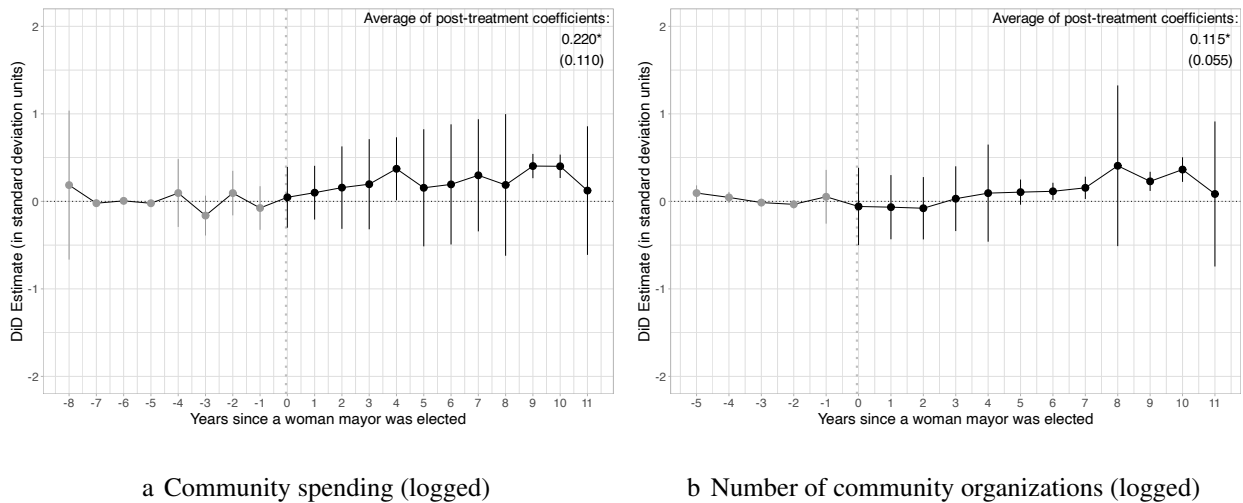 Average of post-treatment coefficients:
0.220*
(0.110)
2
1
0
-1
-2
DiD Estimate (in standard deviation units)
-8 -7 -6 -5 -4 -3 -2 -1 0 1 2 3 4 5 6 7 8 9 10 11
Years since a woman mayor was elected
a Community spending (logged)
Average of post-treatment coefficients:
0.115*
(0.055)
2
1
0
-1
-2
DiD Estimate (in standard deviation units)
-5 -4 -3 -2 -1 0 1 2 3 4 5 6 7 8 9 10 11
Years since a woman mayor was elected
b Number of community organizations (logged)